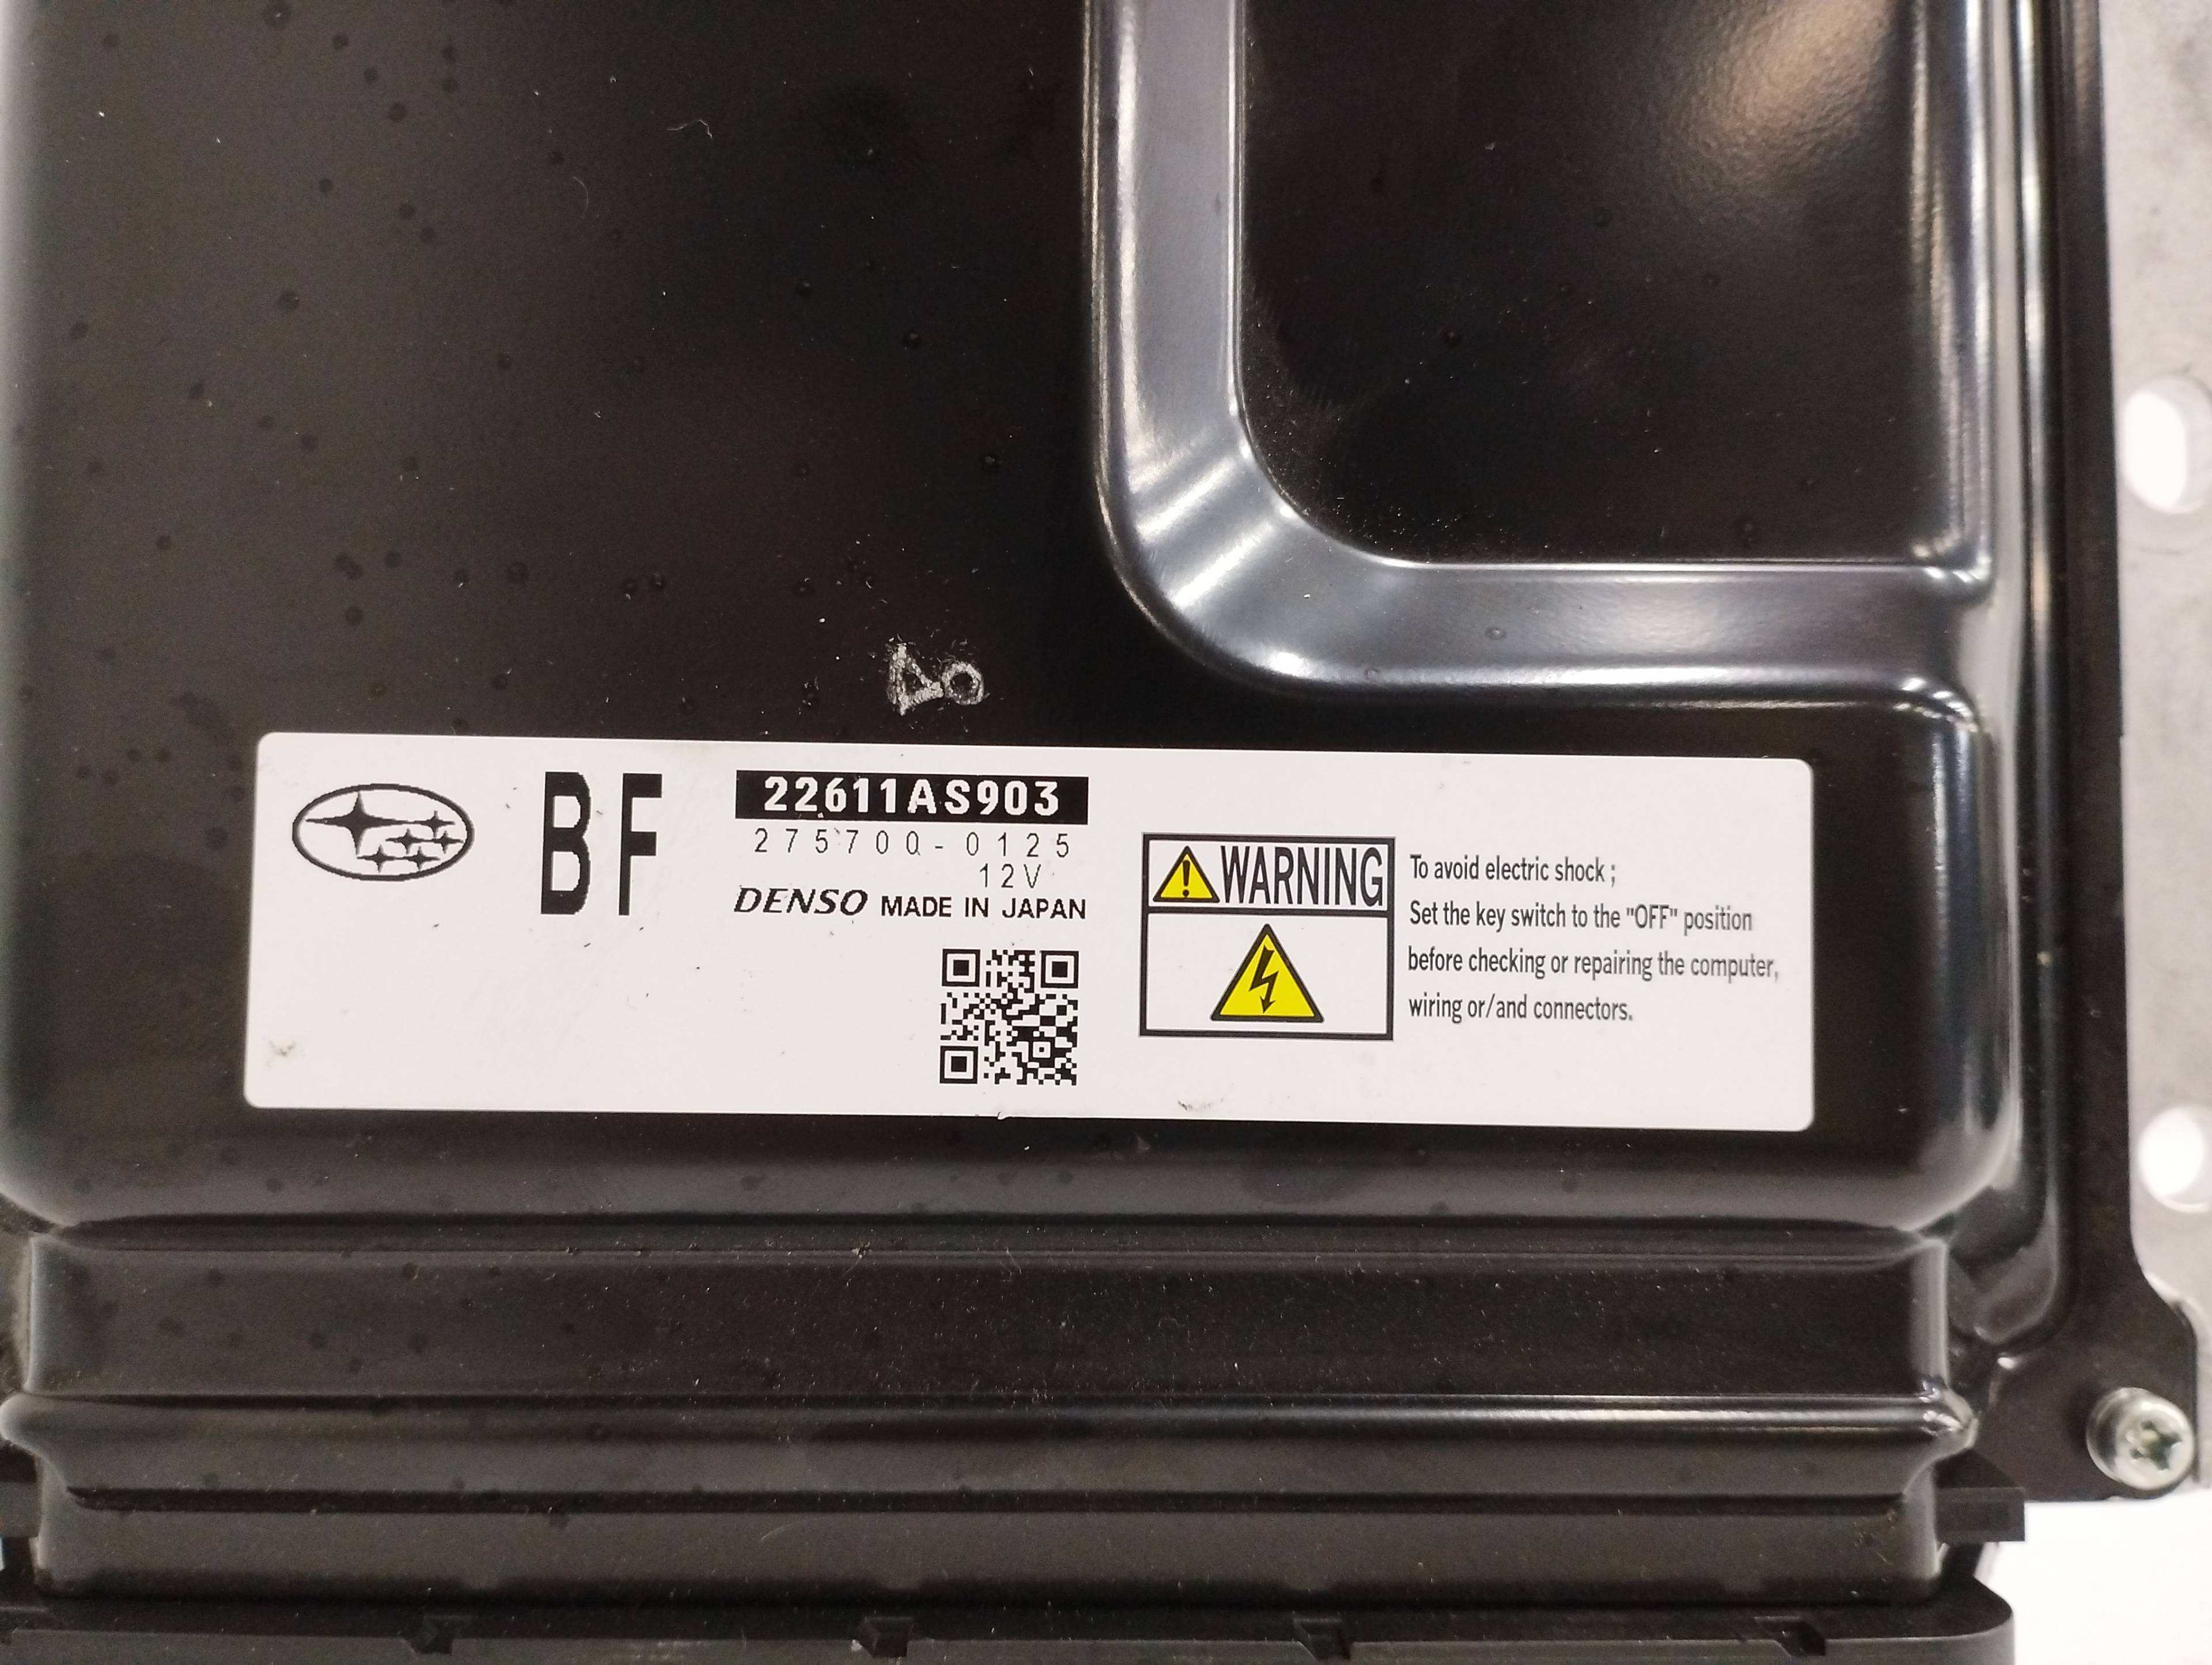 BF
22611AS903
275700-0125
12V
DENSO MADE IN JAPAN
WARNING
To avoid electric shock ;
Set the key switch to the "OFF" position
before checking or repairing the computer,
wiring or/and connectors.